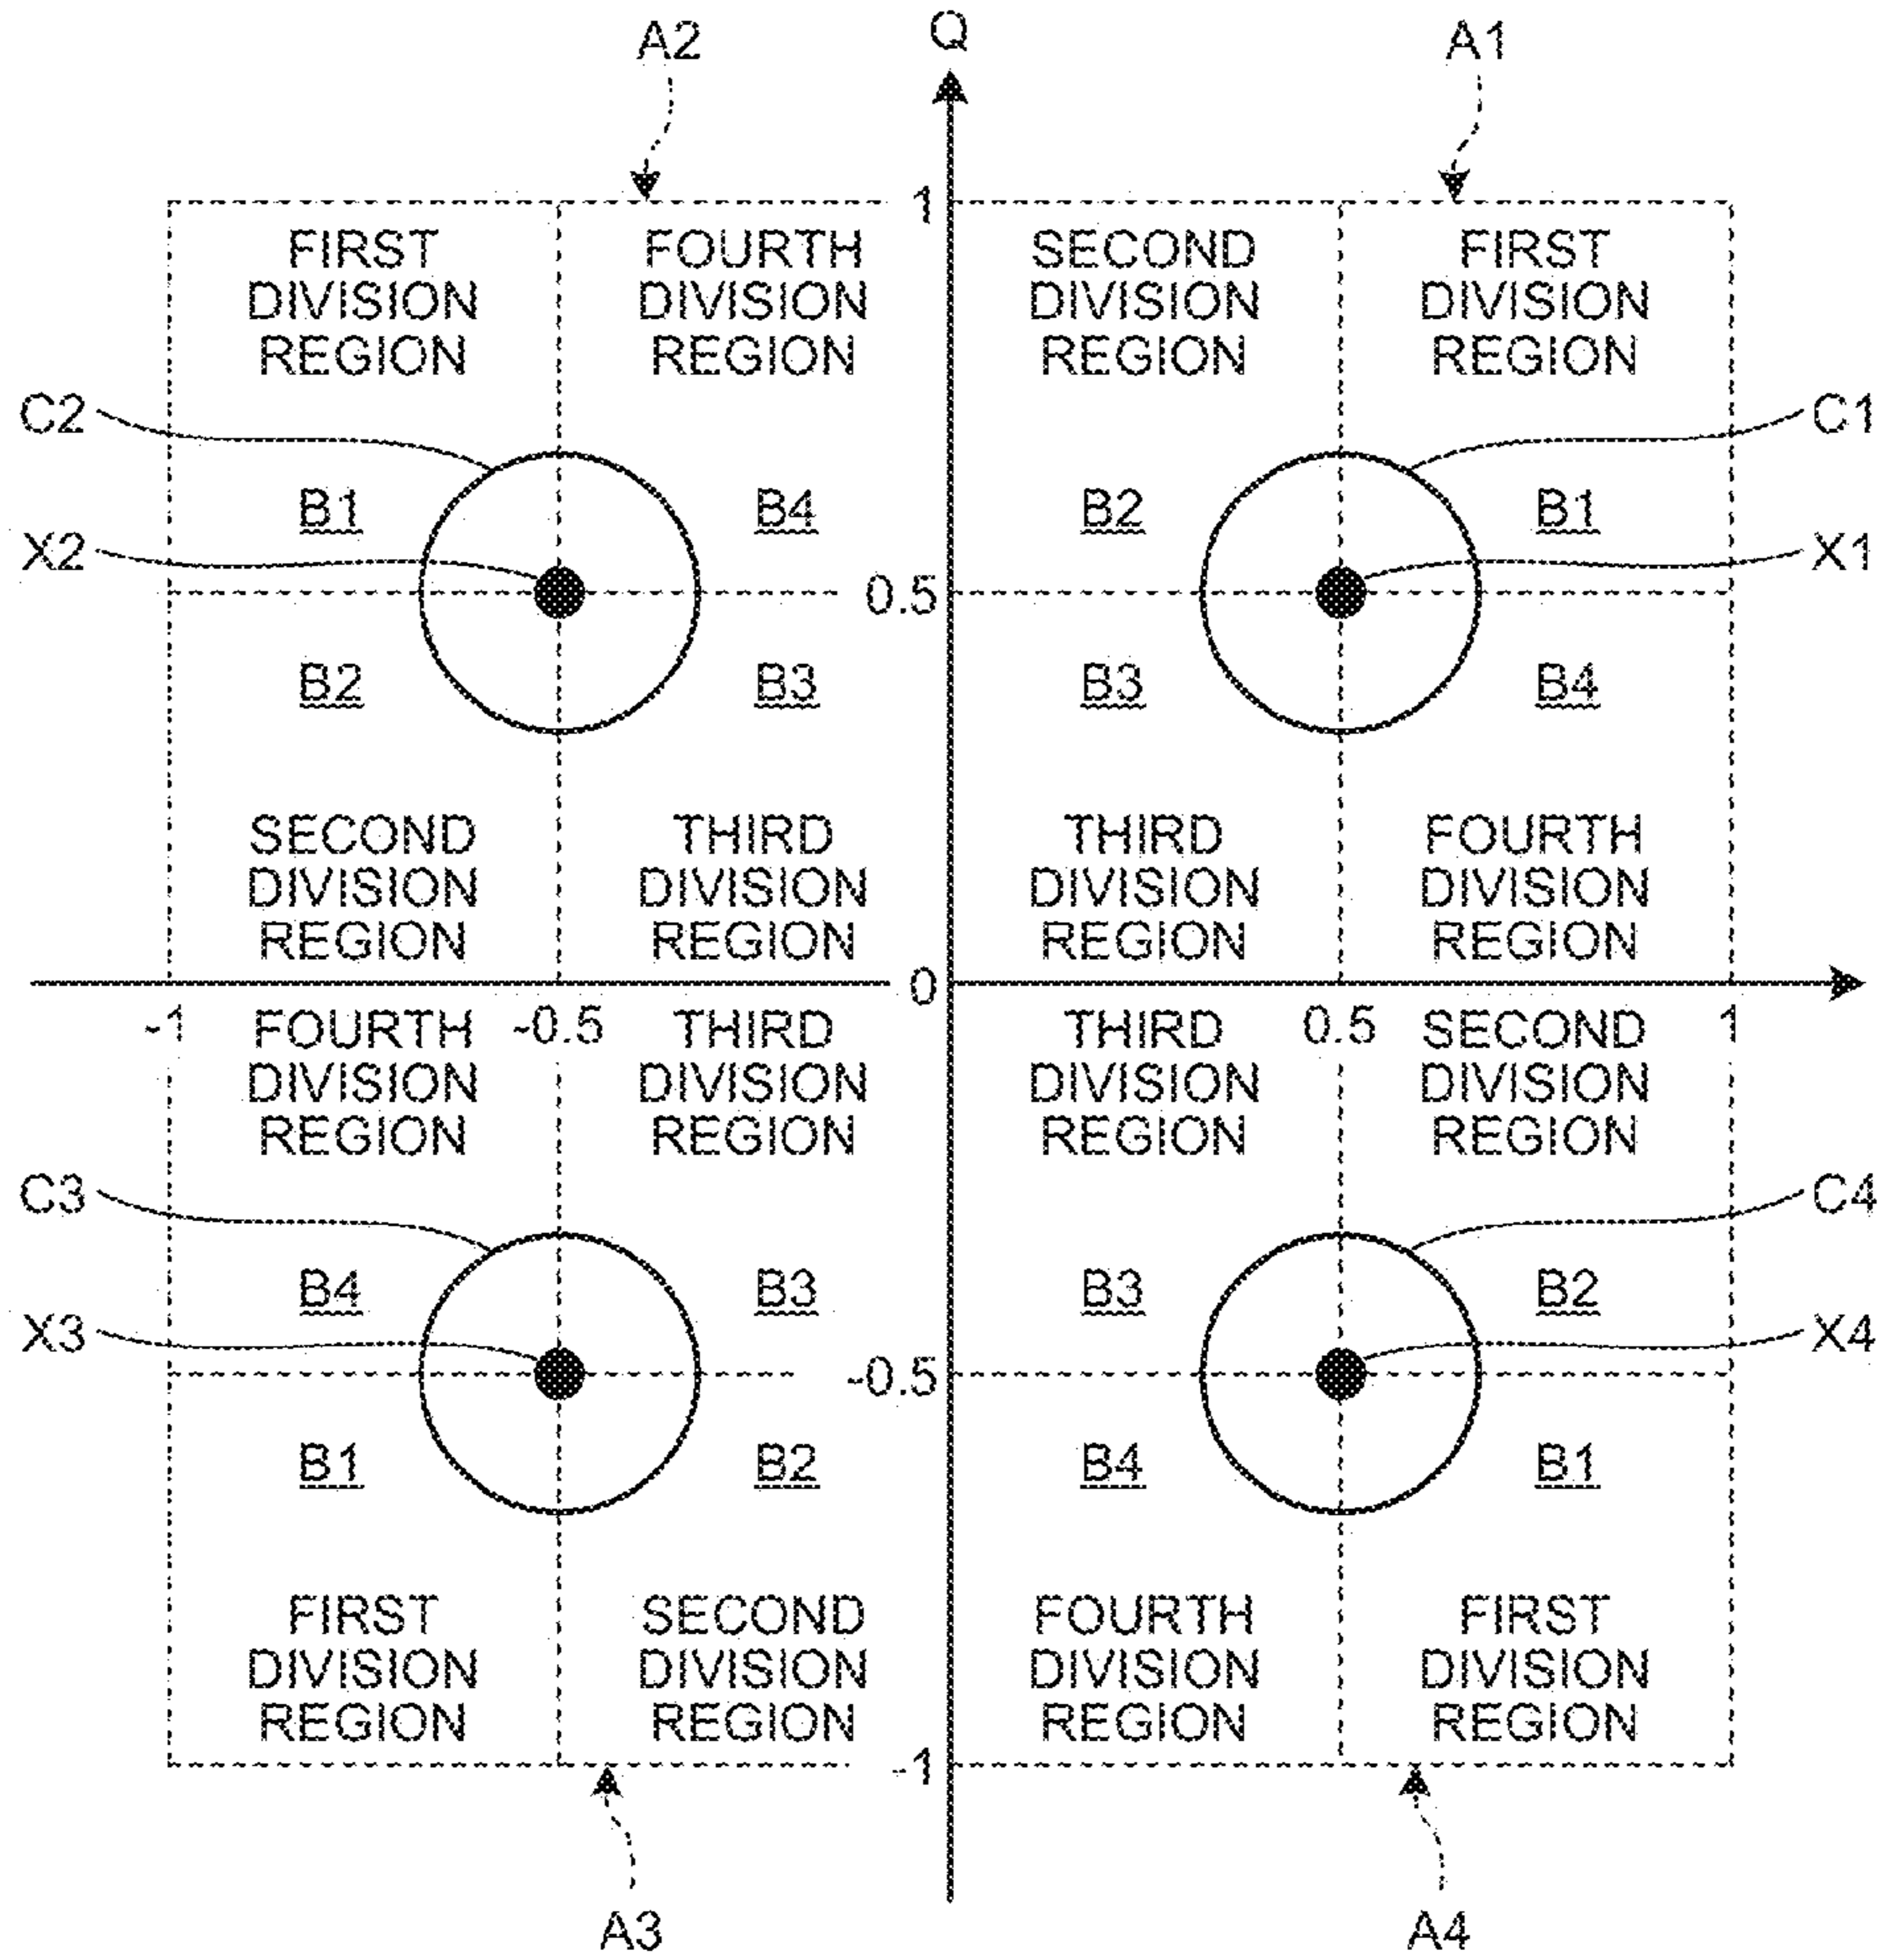 A2
Q
A1
1
FIRST
DIVISION
REGION
FOURTH
DIVISION
REGION
SECOND
DIVISION
REGION
FIRST
DIVISION
REGION
C2
C1
B1
B4
B2
B1
X2
X1
0.5
B2
B3
B3
B4
SECOND
DIVISION
REGION
THIRD
DIVISION
REGION
THIRD
DIVISION
REGION
FOURTH
DIVISION
REGION
0
-1
-0.5
0.5
1
FOURTH
DIVISION
REGION
THIRD
DIVISION
REGION
THIRD
DIVISION
REGION
SECOND
DIVISION
REGION
C3
C4
B4
B3
B3
B2
X3
X4
-0.5
B1
B2
B4
B1
FIRST
DIVISION
REGION
SECOND
DIVISION
REGION
FOURTH
DIVISION
REGION
FIRST
DIVISION
REGION
-1
A3
A4